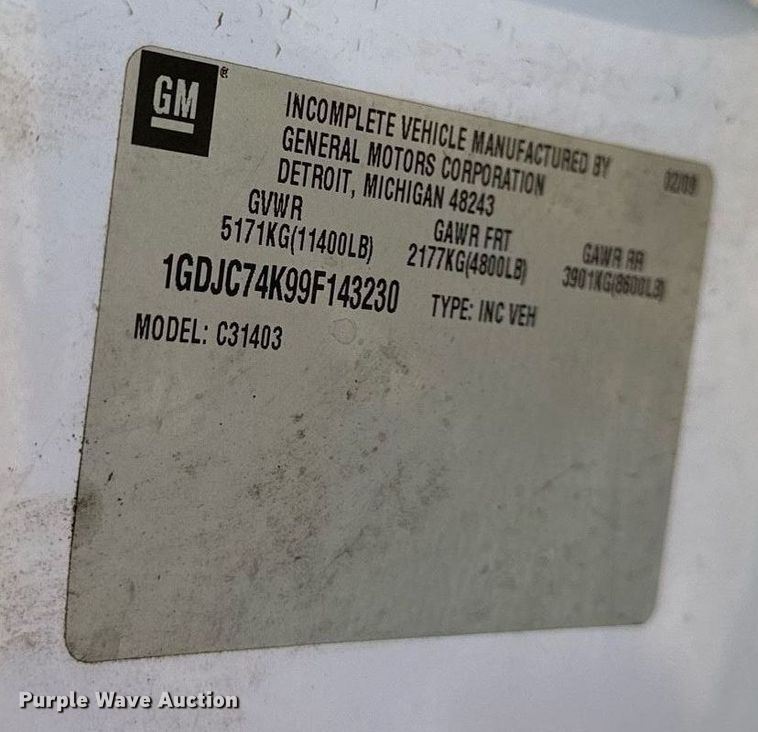 GM®
INCOMPLETE VEHICLE MANUFACTURED BY
GENERAL MOTORS CORPORATION 02/09
DETROIT, MICHIGAN 48243
GVWR GAWR FRT GAWR RR
5171KG(11400LB) 2177KG(4800LB) 3901KG(8600LB)
1GDJC74K99F143230 TYPE: INC VEH
MODEL: C31403
Purple Wave Auction